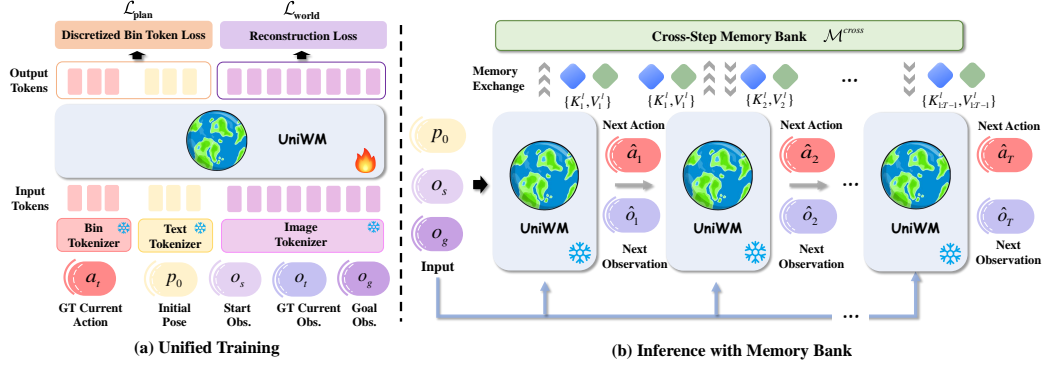 ℒ_plan
ℒ_world
Discretized Bin Token Loss
Reconstruction Loss
Output
Tokens
UniWM
Input
Tokens
Bin
Tokenizer
Text
Tokenizer
Image
Tokenizer
a_t
p_0
o_s
o_t
o_g
GT Current
Action
Initial
Pose
Start
Obs.
GT Current
Obs.
Goal
Obs.
(a) Unified Training
Cross-Step Memory Bank ℳ^cross
Memory
Exchange
{K_1^l, V_1^l}
{K_1^l, V_1^l}
{K_2^l, V_2^l}
...
{K_{1:T-1}^l, V_{1:T-1}^l}
p_0
o_s
o_g
Input
UniWM
Next Action
â_1
ô_1
Next
Observation
UniWM
Next Action
â_2
...
ô_2
Next
Observation
UniWM
Next Action
â_T
ô_T
Next
Observation
...
(b) Inference with Memory Bank